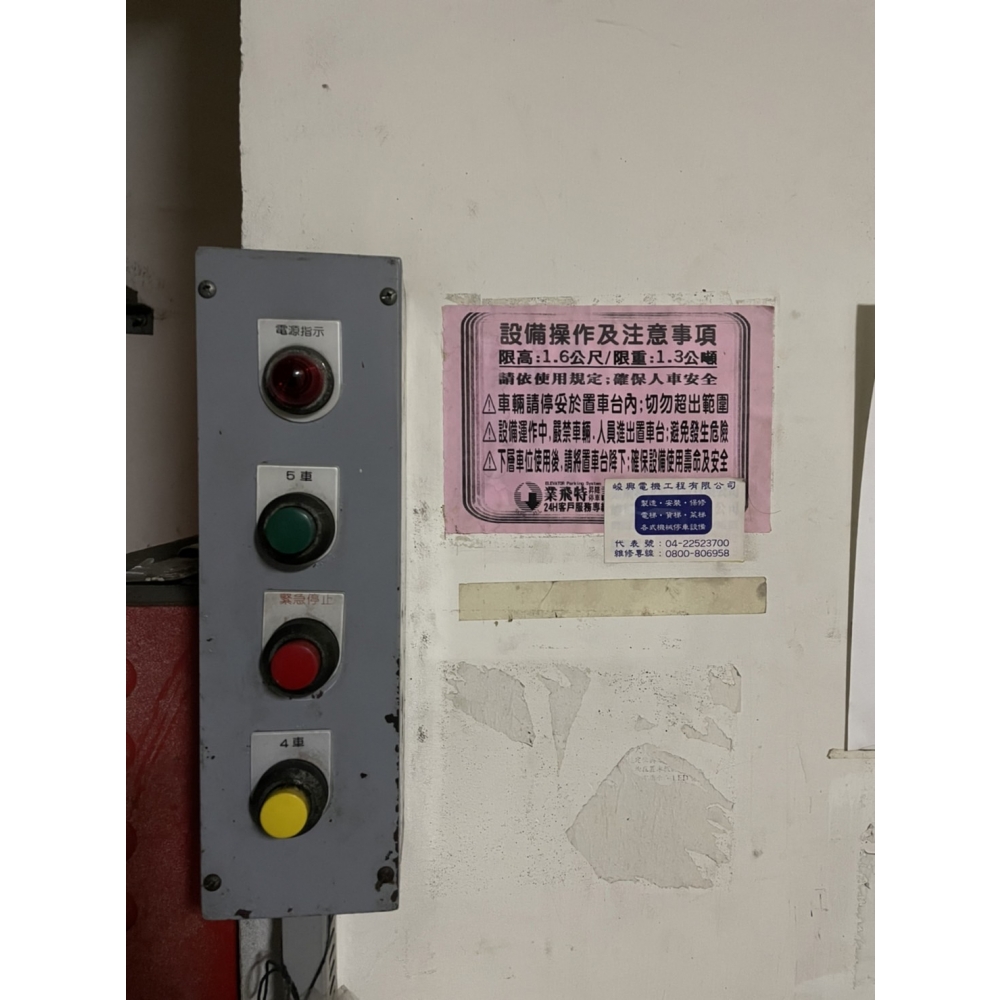 電源指示
5車
緊急停止
4車
設備操作及注意事項
限高:1.6公尺/限重:1.3公噸
請依使用規定;確保人車安全
⚠車輛請停妥於置車台內;切勿超出範圍
⚠設備運作中,嚴禁車輛.人員進出置車台;避免發生危險
⚠下層車位使用後,請將置車台降下;確保設備使用壽命及安全
ELEVATOR Parking System
業飛特
24H客戶服務專
峻興電機工程有限公司
製造・安裝・保修
電梯・貨梯・菜梯
各式機械停車設備
代表號:04-22523700
維修專線:0800-806958